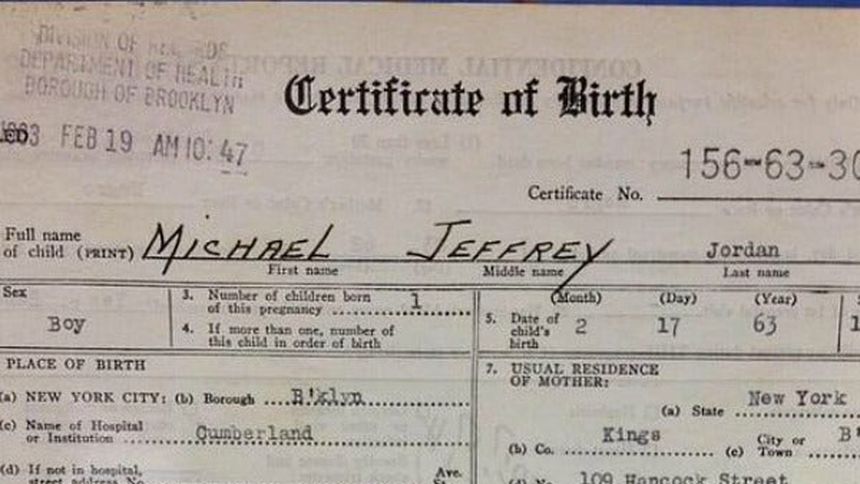 DIVISION OF RECORDS
DEPARTMENT OF HEALTH
BOROUGH OF BROOKLYN
1963 FEB 19 AM 10:47
Certificate of Birth
156-63-30
Certificate No.
Full name of child (PRINT) MICHAEL JEFFREY Jordan
First name Middle name Last name
Sex
Boy
3. Number of children born of this pregnancy 1
4. If more than one, number of this child in order of birth
(Month) (Day) (Year)
5. Date of child's birth 2 17 63
PLACE OF BIRTH
(a) NEW YORK CITY: (b) Borough B'klyn
(c) Name of Hospital or Institution Cumberland
(d) If not in hospital, street address No. Ave.
7. USUAL RESIDENCE OF MOTHER:
(a) State New York
(b) Co. Kings (c) City or Town
109 Hancock Street